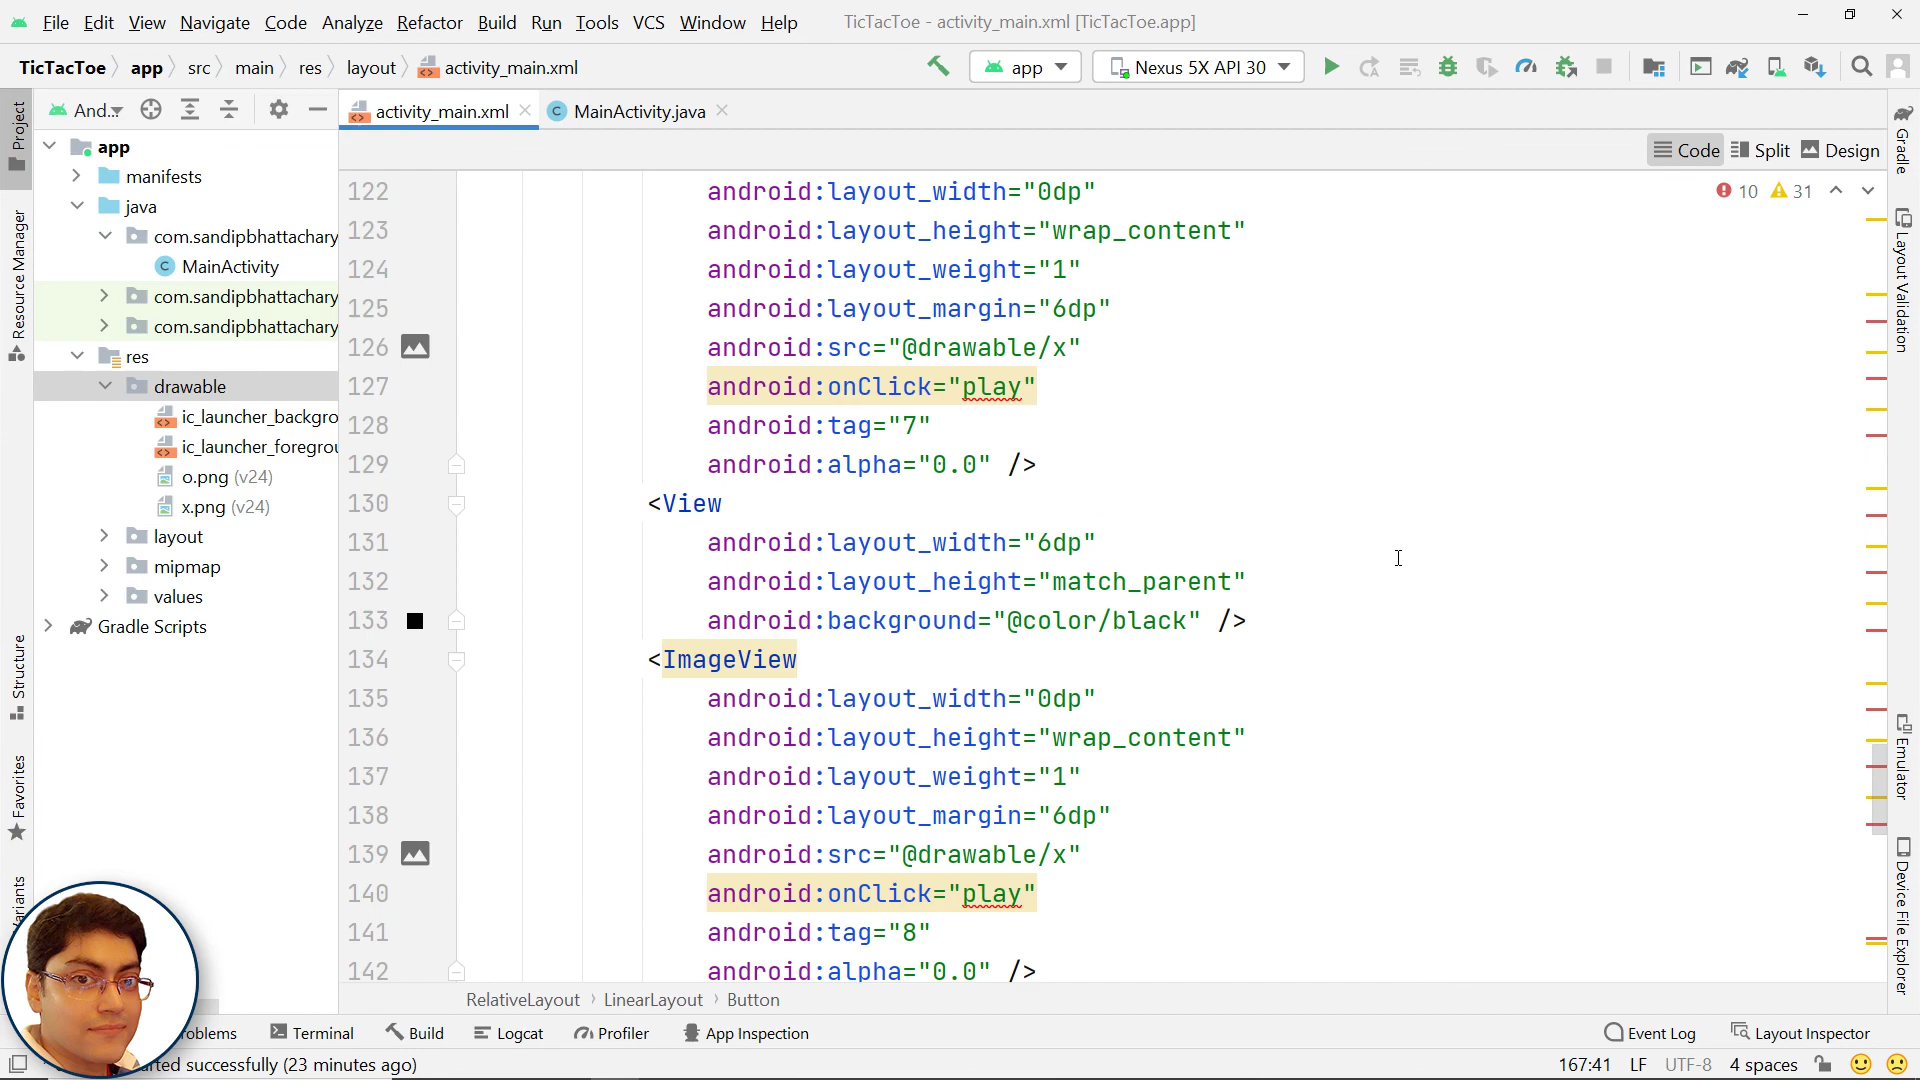 File Edit View Navigate Code Analyze Refactor Build Run Tools VCS Window Help TicTacToe - activity_main.xml [TicTacToe.app]
TicTacToe app src main res layout activity_main.xml app Nexus 5X API 30
And... activity_main.xml MainActivity.java
Code Split Design
Project
Resource Manager
Structure
Favorites
app
manifests
java
com.sandipbhattachary
MainActivity
com.sandipbhattachary
com.sandipbhattachary
res
drawable
ic_launcher_backgro
ic_launcher_foregrou
o.png (v24)
x.png (v24)
layout
mipmap
values
Gradle Scripts
10 31
122 android:layout_width="0dp"
123 android:layout_height="wrap_content"
124 android:layout_weight="1"
125 android:layout_margin="6dp"
126 android:src="@drawable/x"
127 android:onClick="play"
128 android:tag="7"
129 android:alpha="0.0" />
130 <View
131 android:layout_width="6dp"
132 android:layout_height="match_parent"
133 android:background="@color/black" />
134 <ImageView
135 android:layout_width="0dp"
136 android:layout_height="wrap_content"
137 android:layout_weight="1"
138 android:layout_margin="6dp"
139 android:src="@drawable/x"
140 android:onClick="play"
141 android:tag="8"
142 android:alpha="0.0" />
Gradle
Layout Validation
Emulator
Device File Explorer
RelativeLayout LinearLayout Button
Terminal Build Logcat Profiler App Inspection Event Log Layout Inspector
successfully (23 minutes ago) 167:41 LF UTF-8 4 spaces